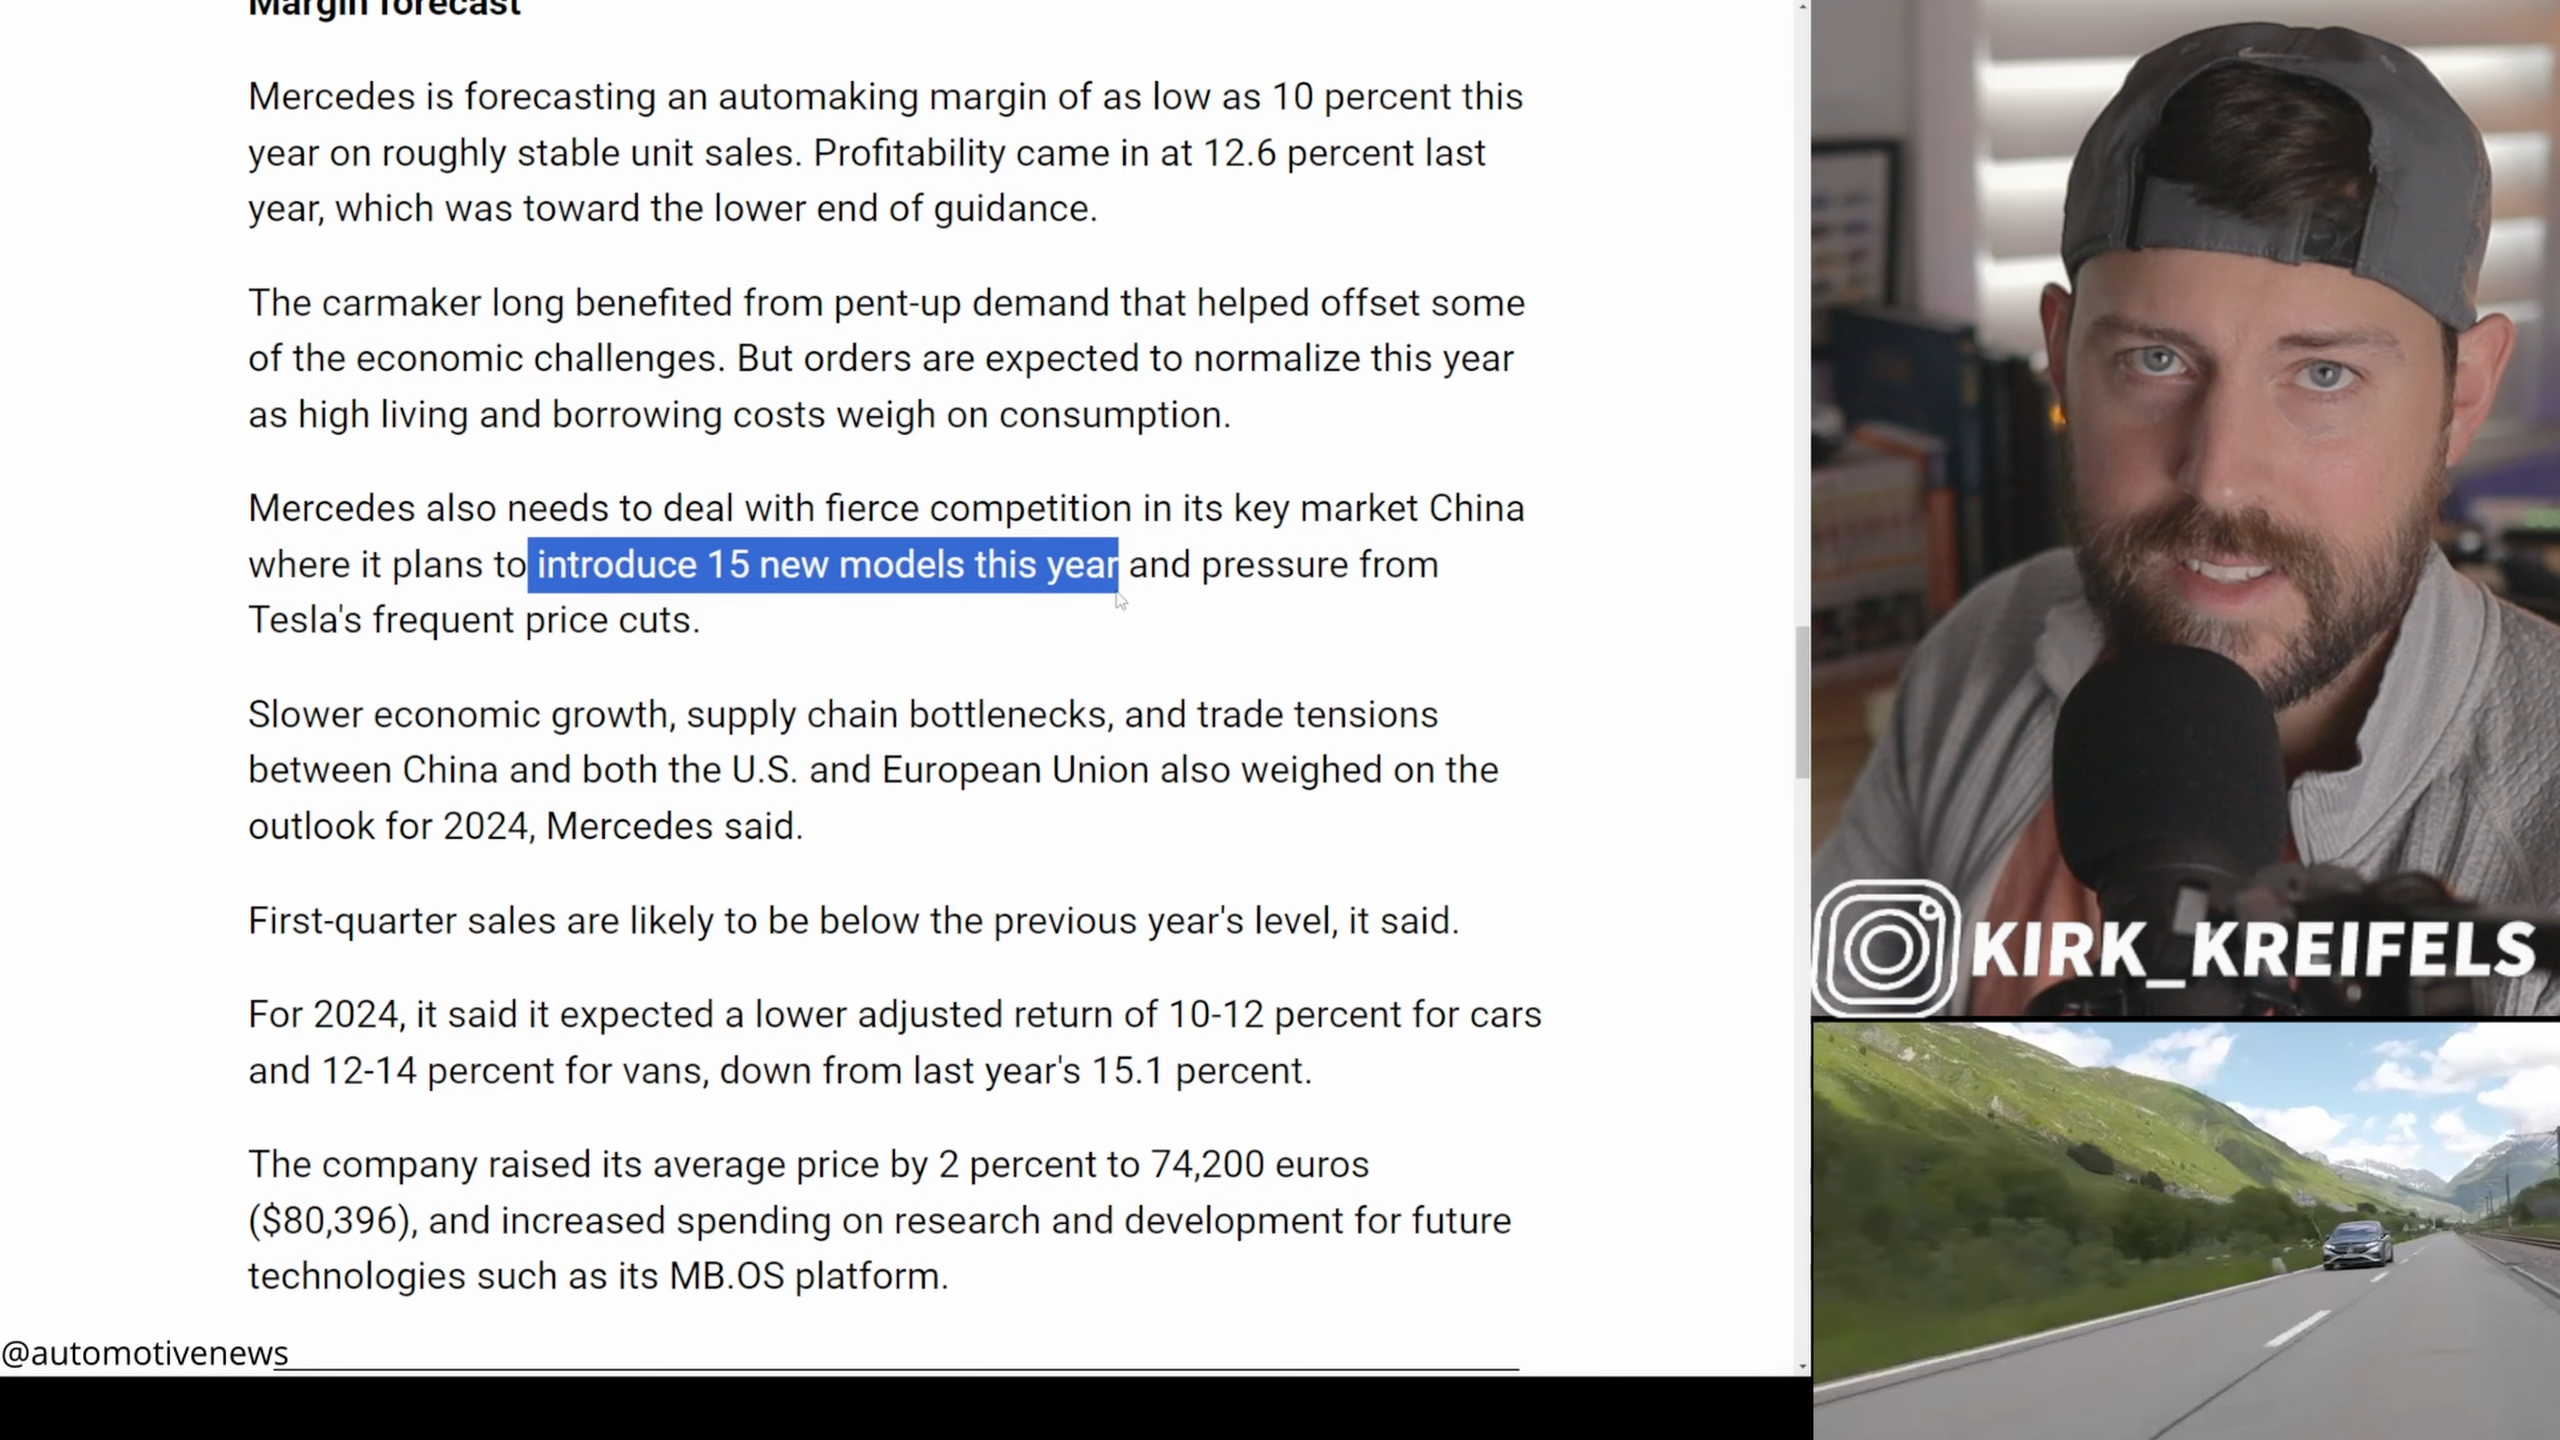 Margin forecast
Mercedes is forecasting an automaking margin of as low as 10 percent this
year on roughly stable unit sales. Profitability came in at 12.6 percent last
year, which was toward the lower end of guidance.
The carmaker long benefited from pent-up demand that helped offset some
of the economic challenges. But orders are expected to normalize this year
as high living and borrowing costs weigh on consumption.
Mercedes also needs to deal with fierce competition in its key market China
where it plans to introduce 15 new models this year and pressure from
Tesla's frequent price cuts.
Slower economic growth, supply chain bottlenecks, and trade tensions
between China and both the U.S. and European Union also weighed on the
outlook for 2024, Mercedes said.
First-quarter sales are likely to be below the previous year's level, it said.
For 2024, it said it expected a lower adjusted return of 10-12 percent for cars
and 12-14 percent for vans, down from last year's 15.1 percent.
The company raised its average price by 2 percent to 74,200 euros
($80,396), and increased spending on research and development for future
technologies such as its MB.OS platform.
@automotivenews
KIRK_KREIFELS